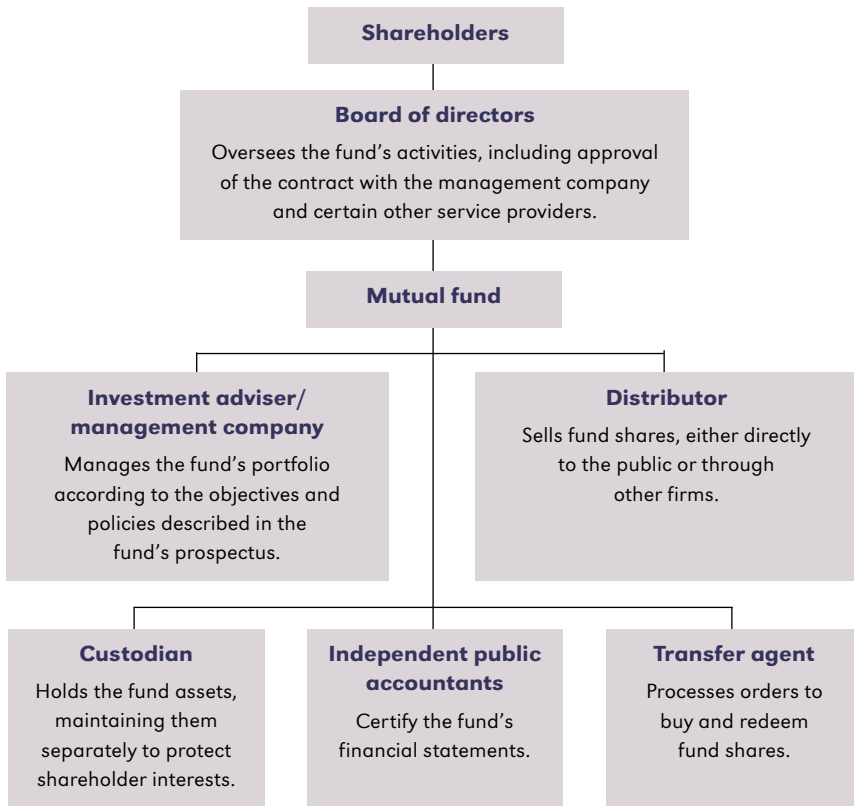 Shareholders
Board of directors
Oversees the fund’s activities, including approval
of the contract with the management company
and certain other service providers.
Mutual fund
Investment adviser/
management company
Manages the fund’s portfolio
according to the objectives and
policies described in the
fund’s prospectus.
Distributor
Sells fund shares, either directly
to the public or through
other firms.
Custodian
Holds the fund assets,
maintaining them
separately to protect
shareholder interests.
Independent public
accountants
Certify the fund’s
financial statements.
Transfer agent
Processes orders to
buy and redeem
fund shares.